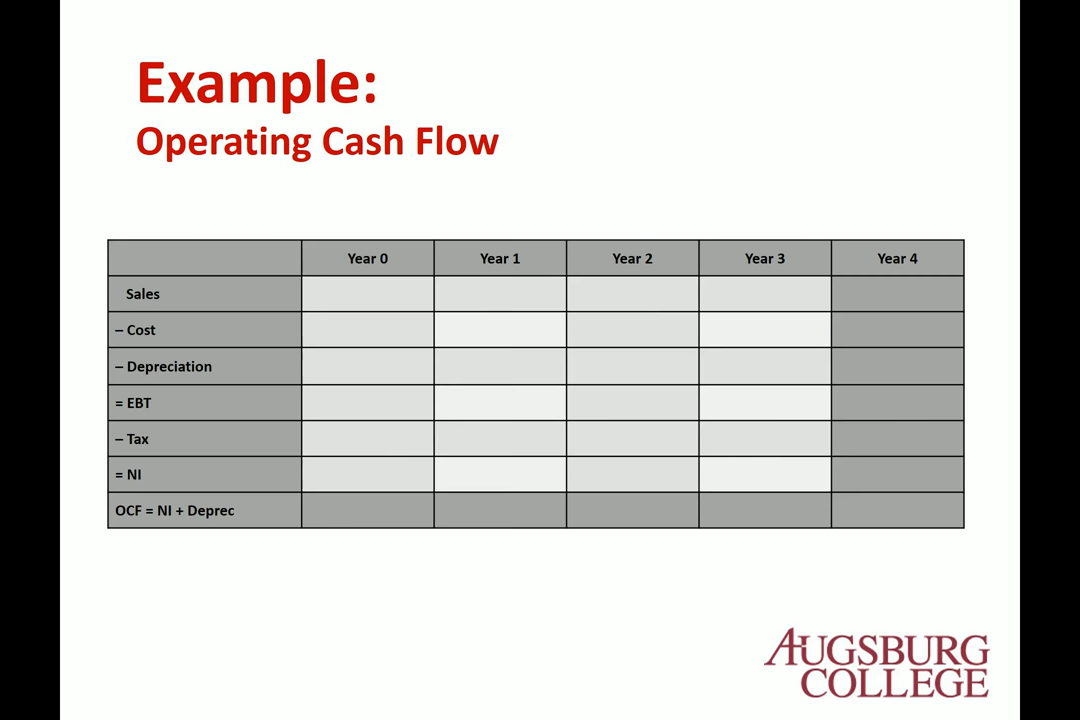 Example:
Operating Cash Flow
Year 0 Year 1 Year 2 Year 3 Year 4
Sales
– Cost
– Depreciation
= EBT
– Tax
= NI
OCF = NI + Deprec
AUGSBURG
COLLEGE